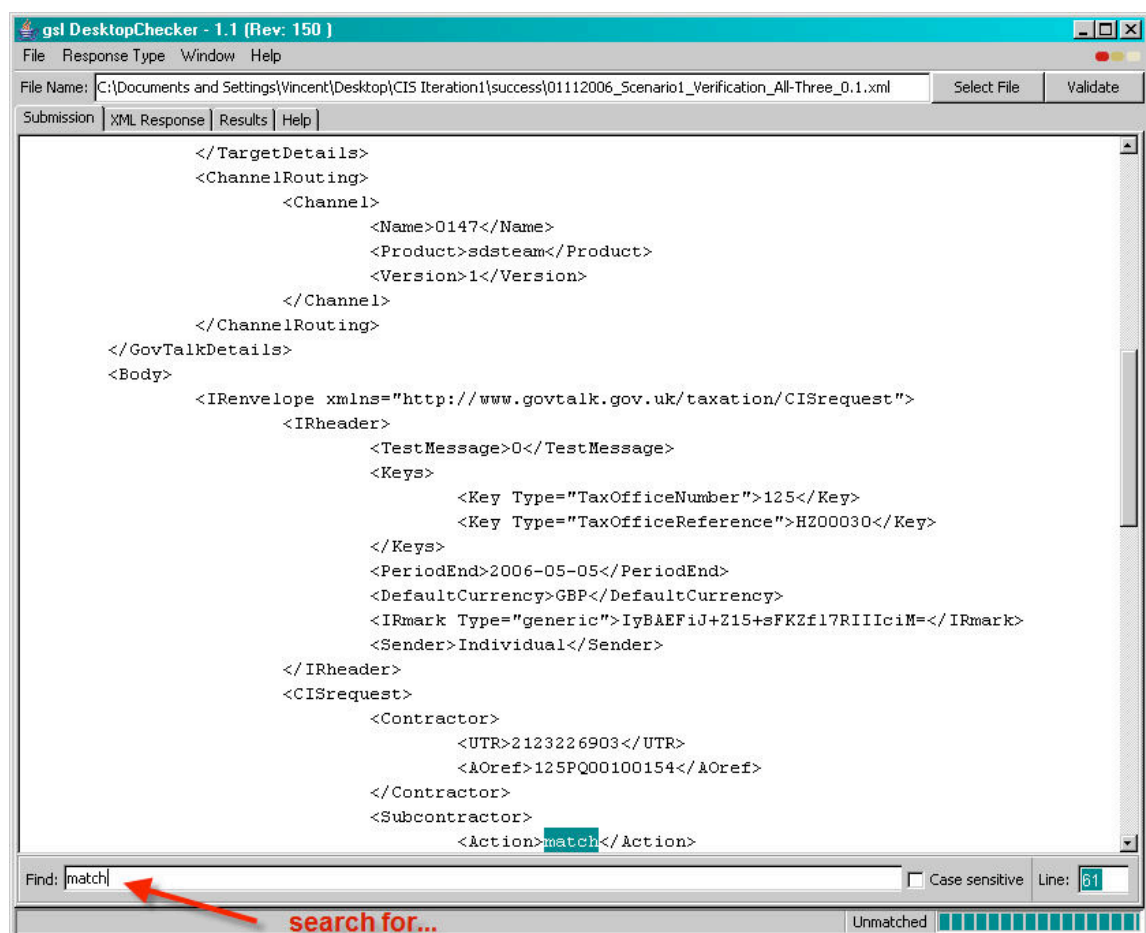 gsl DesktopChecker - 1.1 (Rev: 150 )
File Response Type Window Help
File Name: C:\Documents and Settings\Vincent\Desktop\CIS Iteration1\success\01112006_Scenario1_Verification_All-Three_0.1.xml Select File Validate
Submission XML Response Results Help
</TargetDetails>
<ChannelRouting>
<Channel>
<Name>0147</Name>
<Product>sdsteam</Product>
<Version>1</Version>
</Channel>
</ChannelRouting>
</GovTalkDetails>
<Body>
<IRenvelope xmlns="http://www.govtalk.gov.uk/taxation/CISrequest">
<IRheader>
<TestMessage>0</TestMessage>
<Keys>
<Key Type="TaxOfficeNumber">125</Key>
<Key Type="TaxOfficeReference">HZ00030</Key>
</Keys>
<PeriodEnd>2006-05-05</PeriodEnd>
<DefaultCurrency>GBP</DefaultCurrency>
<IRmark Type="generic">IyBAEFiJ+Z15+sFKZfl7RIIIciM=</IRmark>
<Sender>Individual</Sender>
</IRheader>
<CISrequest>
<Contractor>
<UTR>2123226903</UTR>
<AOref>125PQ00100154</AOref>
</Contractor>
<Subcontractor>
<Action>match</Action>
Find: match Case sensitive Line: 61
search for...
Unmatched